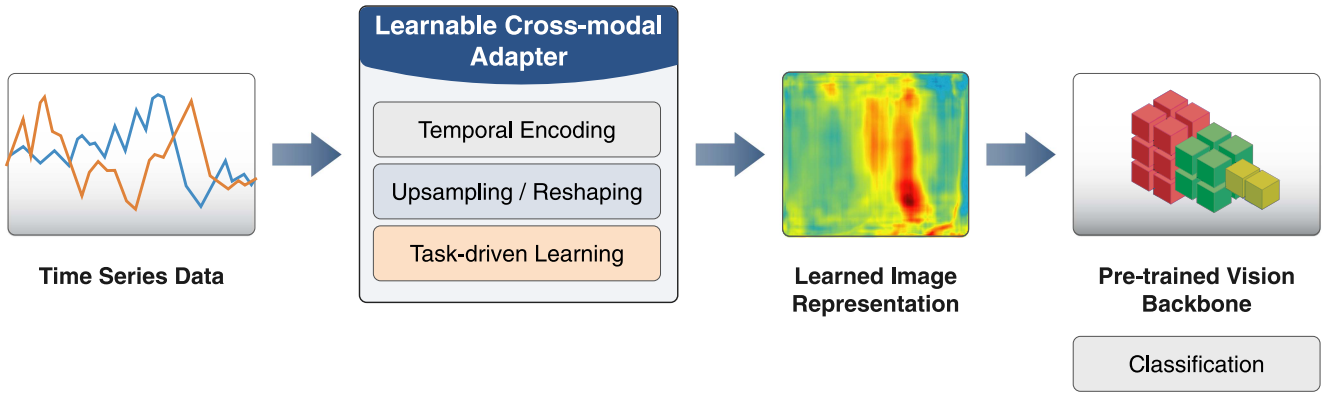 Learnable Cross-modal
Adapter
Temporal Encoding
Upsampling / Reshaping
Task-driven Learning
Time Series Data
Learned Image
Representation
Pre-trained Vision
Backbone
Classification